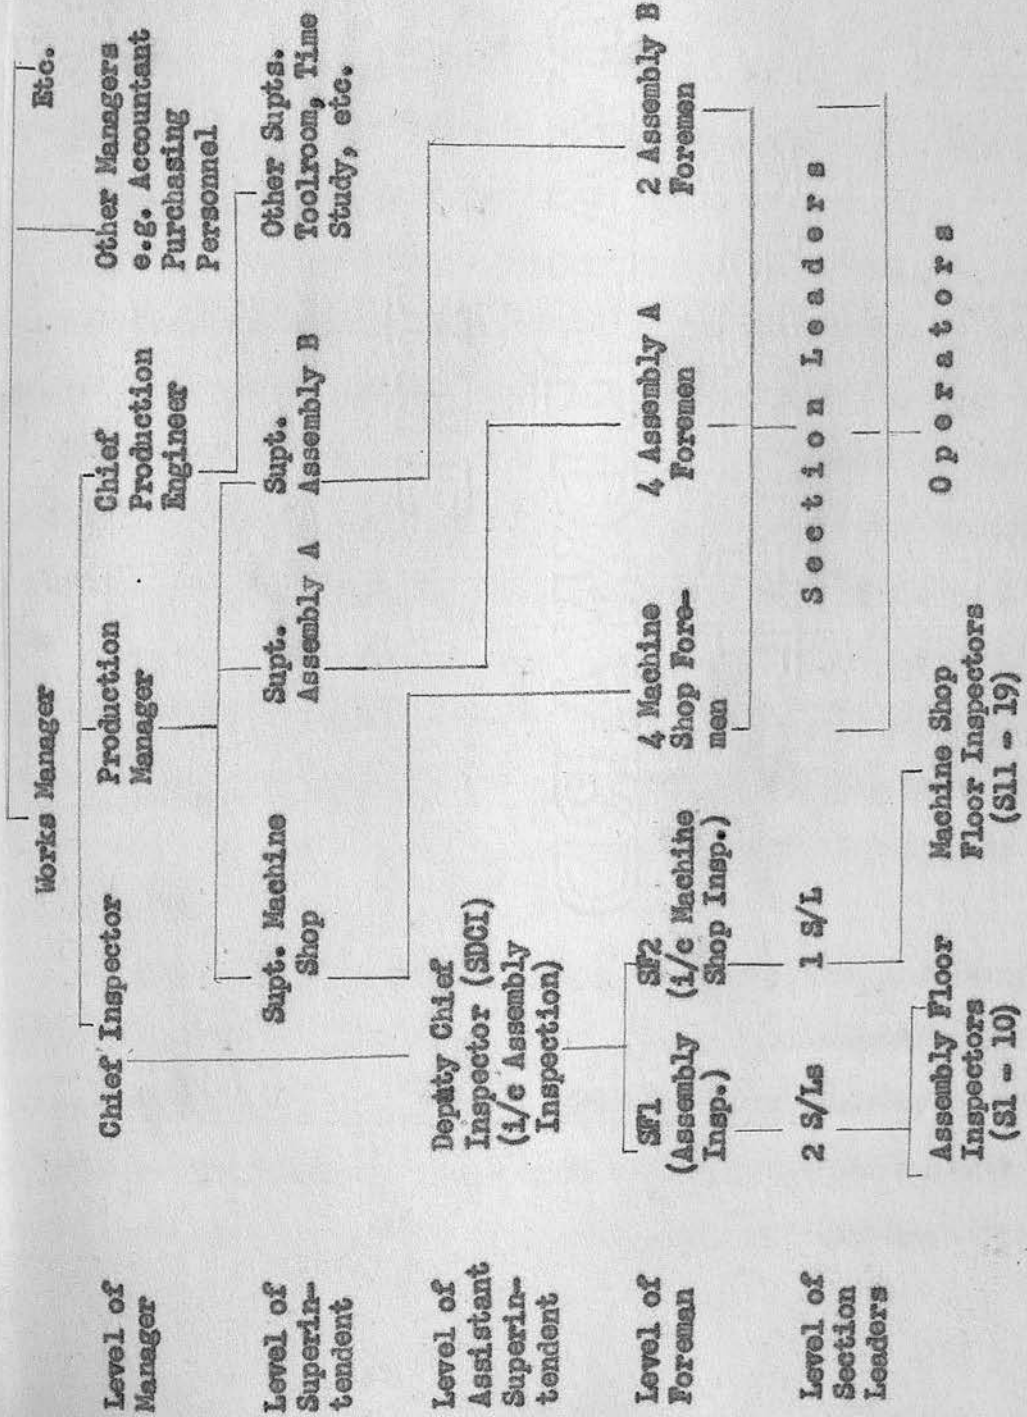 Works Manager
Etc.
Level of
Manager
Chief Inspector
Production
Manager
Chief
Production
Engineer
Other Managers
e.g. Accountant
Purchasing
Personnel
Level of
Superin-
tendent
Supt. Machine
Shop
Supt.
Assembly A
Supt.
Assembly B
Other Supts.
Toolroom, Time
Study, etc.
Level of
Assistant
Superin-
tendent
Deputy Chief
Inspector (SDCI)
(i/c Assembly
Inspection)
Level of
Foreman
SF1
(Assembly
Insp.)
SF2
(i/c Machine
Shop Insp.)
4 Machine
Shop Fore-
men
4 Assembly A
Foremen
2 Assembly B
Foremen
Level of
Section
Leaders
2 S/Ls
1 S/L
Section Leaders
Assembly Floor
Inspectors
(S1 - 10)
Machine Shop
Floor Inspectors
(S11 - 19)
Operators